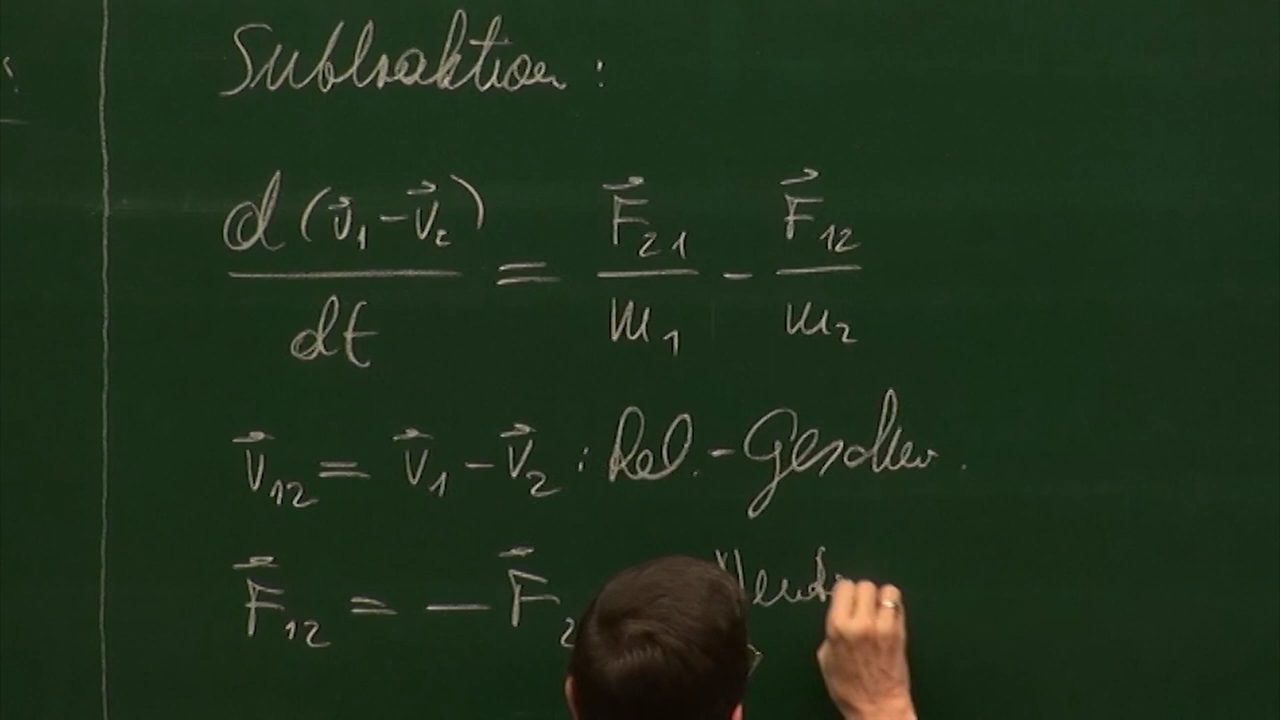 Subtraktion :
d(v⃗₁ - v⃗₂)/dt = F⃗₂₁/m₁ - F⃗₁₂/m₂
v⃗₁₂ = v⃗₁ - v⃗₂ : Rel.-Geschw.
F⃗₁₂ = - F⃗₂